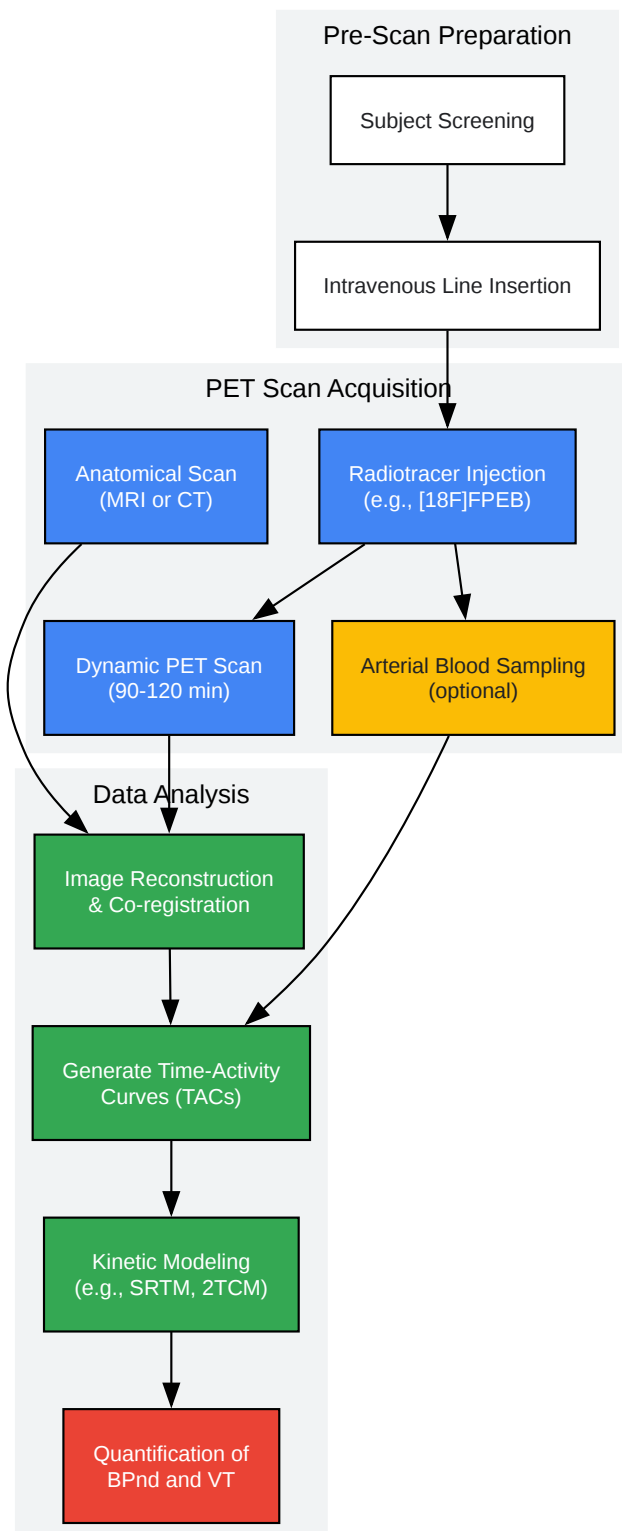 Pre-Scan Preparation
Subject Screening
Intravenous Line Insertion
PET Scan Acquisition
Anatomical Scan
(MRI or CT)
Radiotracer Injection
(e.g., [18F]FPEB)
Dynamic PET Scan
(90-120 min)
Arterial Blood Sampling
(optional)
Data Analysis
Image Reconstruction
& Co-registration
Generate Time-Activity
Curves (TACs)
Kinetic Modeling
(e.g., SRTM, 2TCM)
Quantification of
BPnd and VT